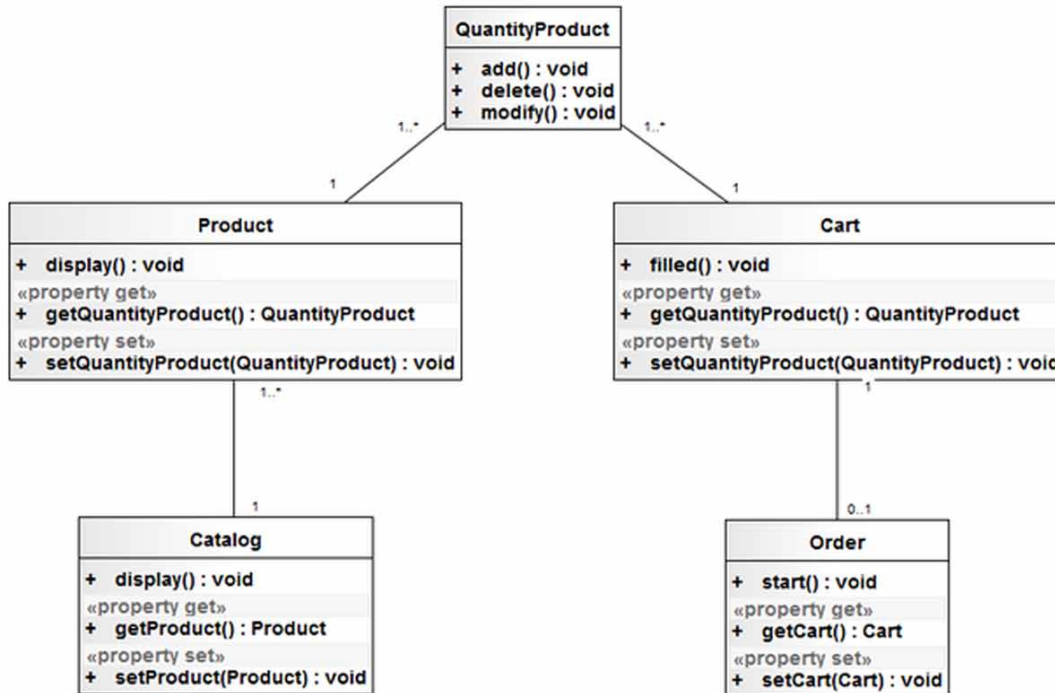 QuantityProduct
+ add() : void
+ delete() : void
+ modify() : void
1..*
1..*
1
1
Product
+ display() : void
«property get»
+ getQuantityProduct() : QuantityProduct
«property set»
+ setQuantityProduct(QuantityProduct) : void
Cart
+ filled() : void
«property get»
+ getQuantityProduct() : QuantityProduct
«property set»
+ setQuantityProduct(QuantityProduct) : void
1..*
1
1
0..1
Catalog
+ display() : void
«property get»
+ getProduct() : Product
«property set»
+ setProduct(Product) : void
Order
+ start() : void
«property get»
+ getCart() : Cart
«property set»
+ setCart(Cart) : void